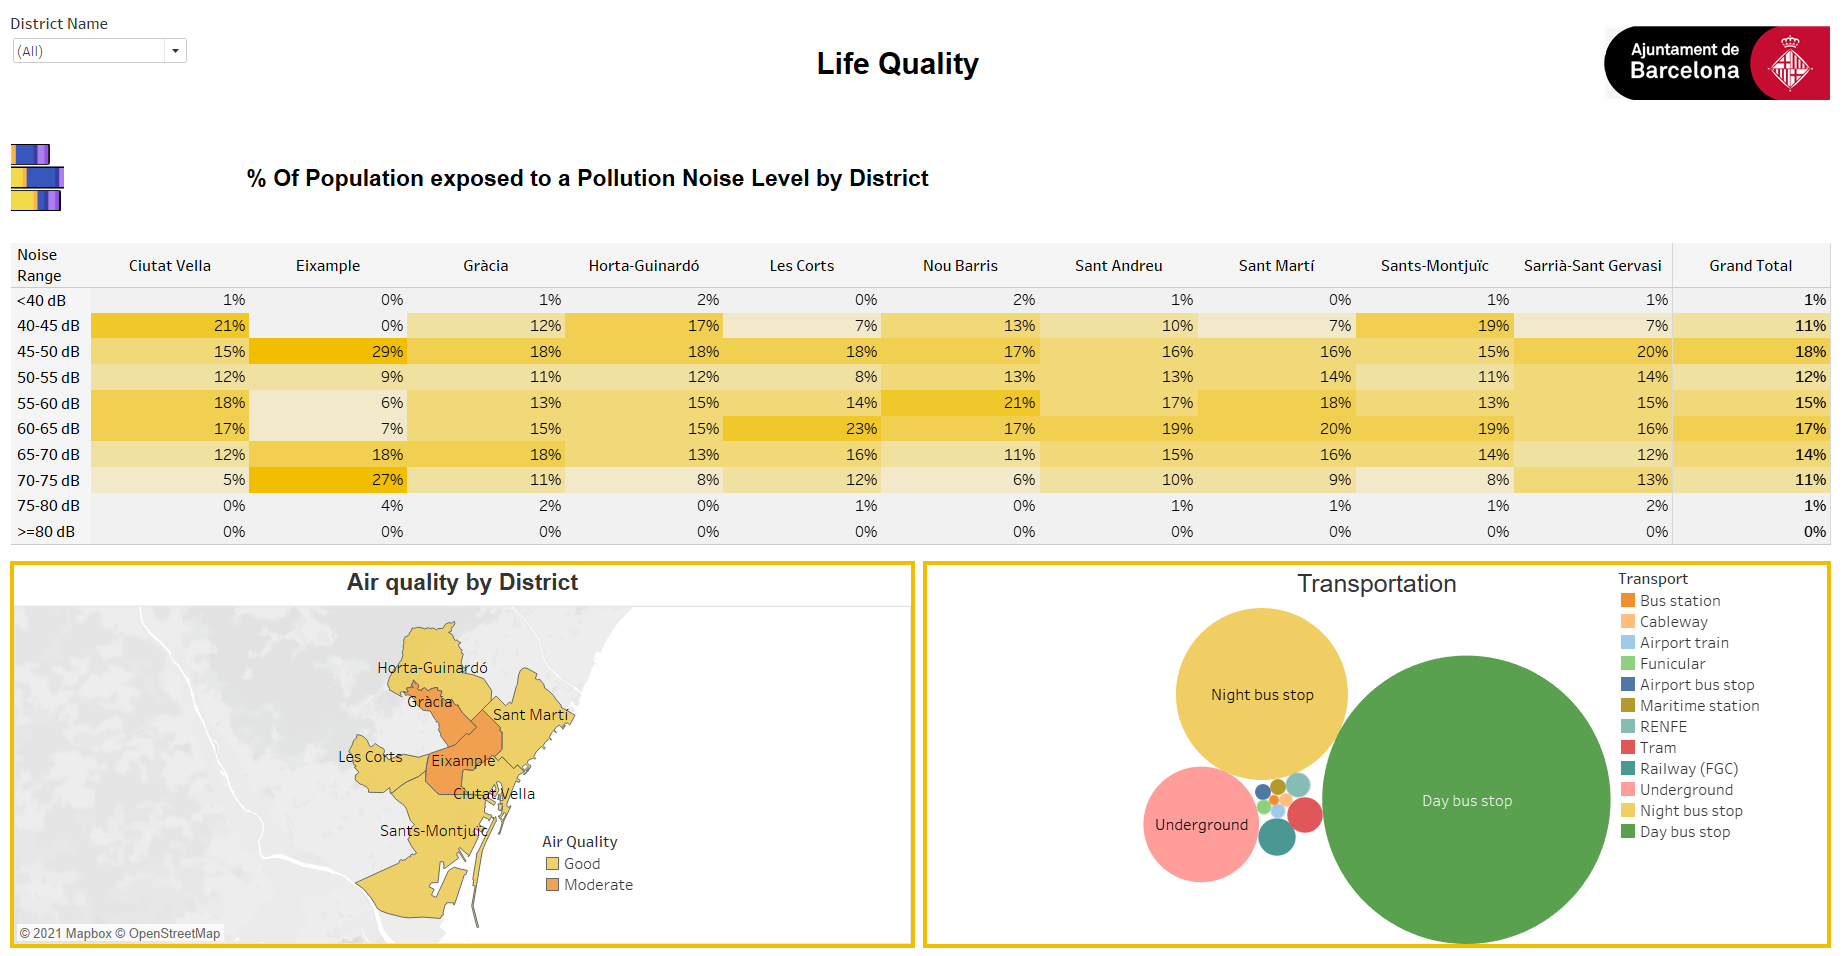 District Name
(All)
Life Quality
Ajuntament de
Barcelona
% Of Population exposed to a Pollution Noise Level by District
Noise Range Ciutat Vella Eixample Gràcia Horta-Guinardó Les Corts Nou Barris Sant Andreu Sant Martí Sants-Montjuïc Sarrià-Sant Gervasi Grand Total
<40 dB 1% 0% 1% 2% 0% 2% 1% 0% 1% 1% 1%
40-45 dB 21% 0% 12% 17% 7% 13% 10% 7% 19% 7% 11%
45-50 dB 15% 29% 18% 18% 18% 17% 16% 16% 15% 20% 18%
50-55 dB 12% 9% 11% 12% 8% 13% 13% 14% 11% 14% 12%
55-60 dB 18% 6% 13% 15% 14% 21% 17% 18% 13% 15% 15%
60-65 dB 17% 7% 15% 15% 23% 17% 19% 20% 19% 16% 17%
65-70 dB 12% 18% 18% 13% 16% 11% 15% 16% 14% 12% 14%
70-75 dB 5% 27% 11% 8% 12% 6% 10% 9% 8% 13% 11%
75-80 dB 0% 4% 2% 0% 1% 0% 1% 1% 1% 2% 1%
>=80 dB 0% 0% 0% 0% 0% 0% 0% 0% 0% 0% 0%
Air quality by District
Horta-Guinardó
Gràcia
Sant Martí
Les Corts
Eixample
Ciutat Vella
Sants-Montjuïc
Air Quality
Good
Moderate
© 2021 Mapbox © OpenStreetMap
Transportation
Night bus stop
Underground
Day bus stop
Transport
Bus station
Cableway
Airport train
Funicular
Airport bus stop
Maritime station
RENFE
Tram
Railway (FGC)
Underground
Night bus stop
Day bus stop